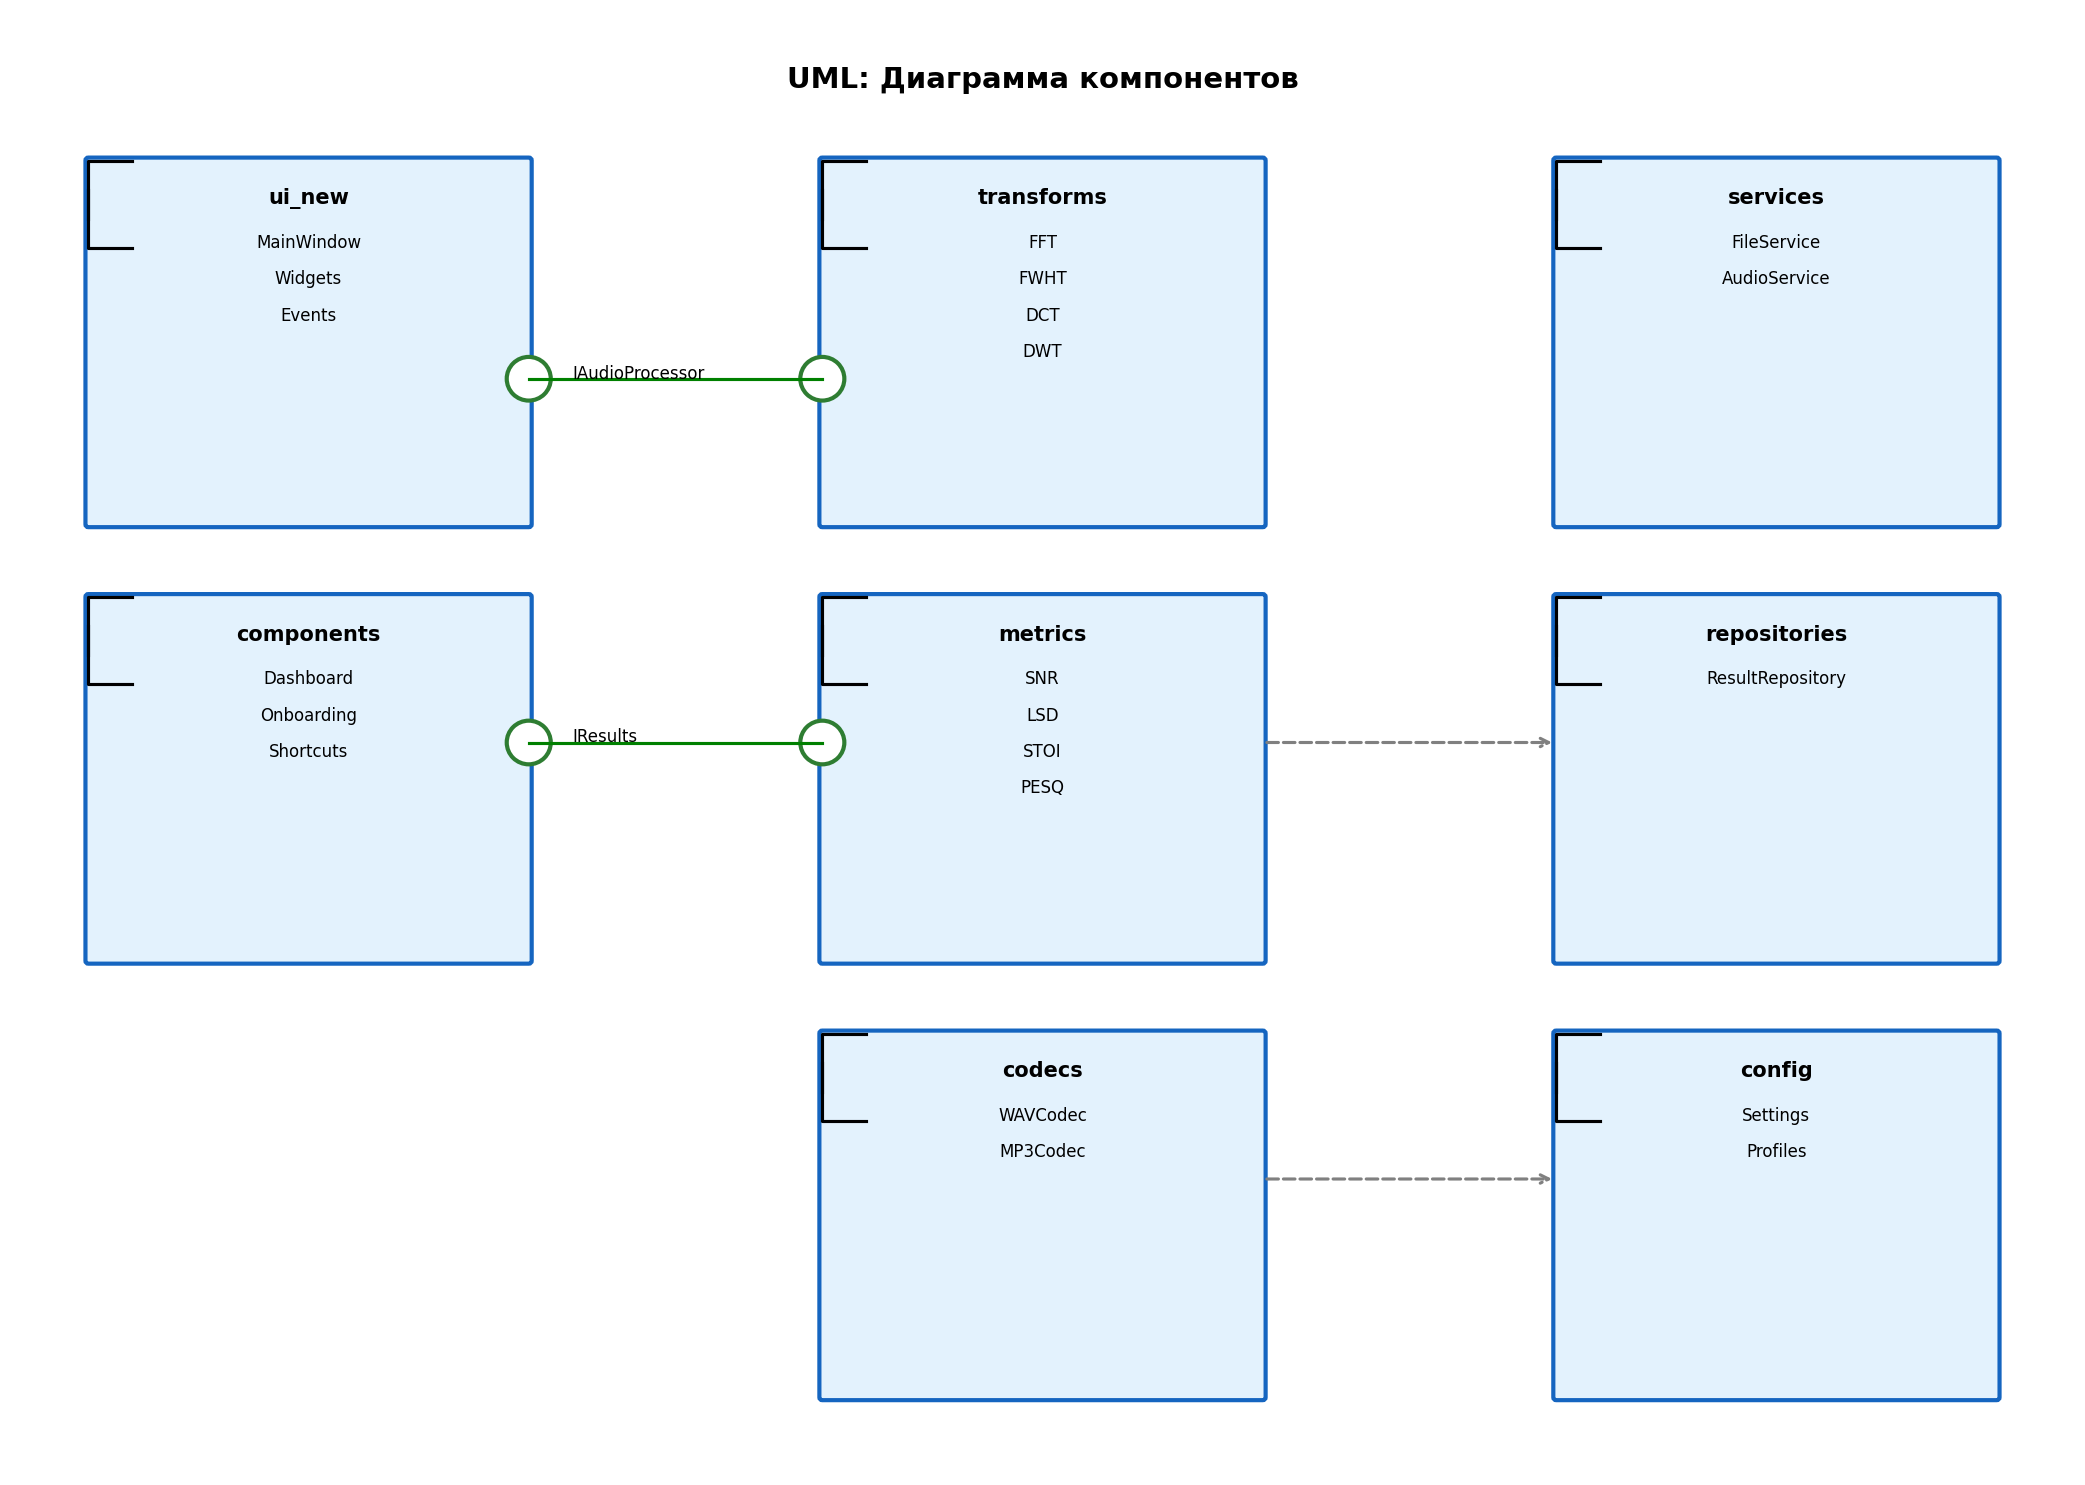 UML: Диаграмма компонентов
ui_new
MainWindow
Widgets
Events
IAudioProcessor
transforms
FFT
FWHT
DCT
DWT
services
FileService
AudioService
components
Dashboard
Onboarding
Shortcuts
IResults
metrics
SNR
LSD
STOI
PESQ
repositories
ResultRepository
codecs
WAVCodec
MP3Codec
config
Settings
Profiles